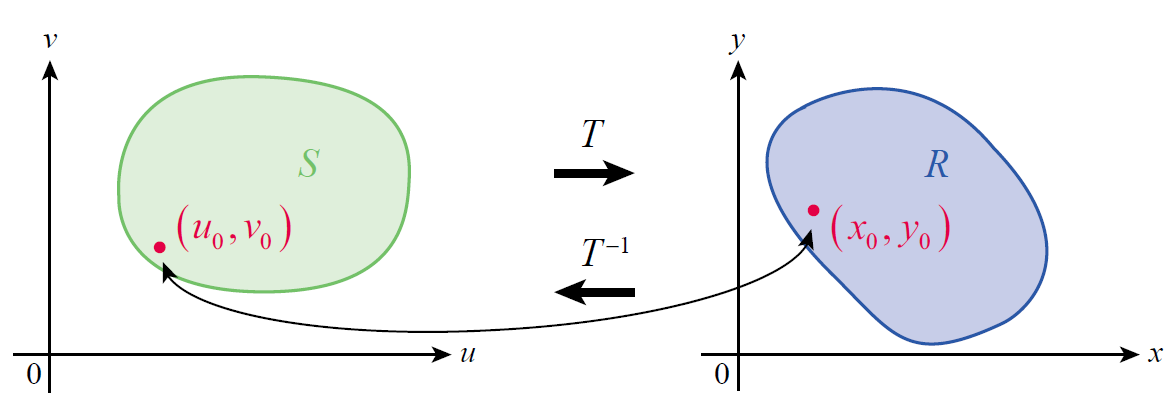 v
S
(u₀, v₀)
0
u
T
T⁻¹
y
R
(x₀, y₀)
0
x